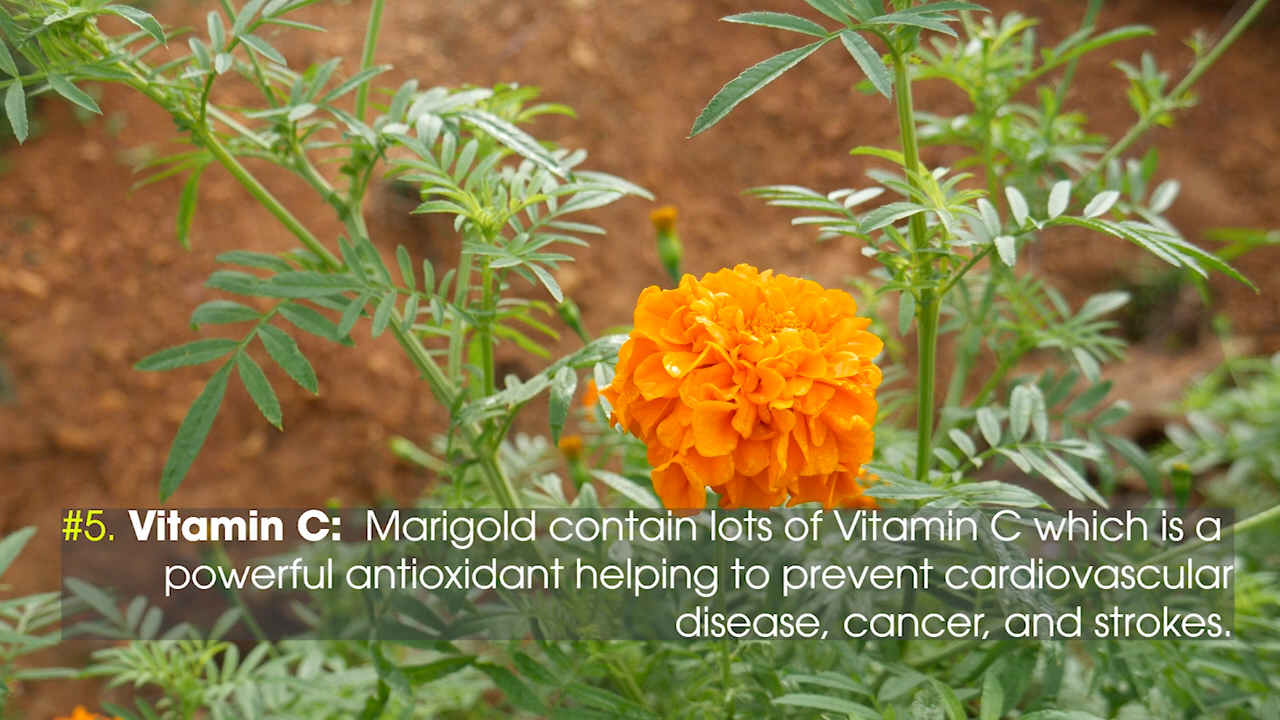 #5. Vitamin C: Marigold contain lots of Vitamin C which is a
powerful antioxidant helping to prevent cardiovascular
disease, cancer, and strokes.